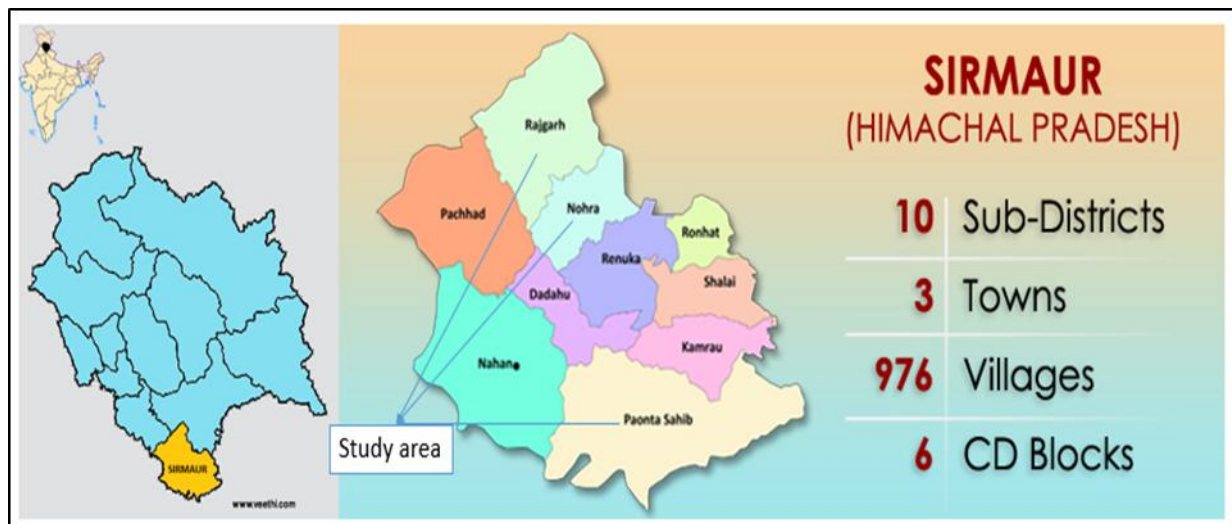 SIRMAUR
www.veethi.com
Rajgarh
Pachhad
Nohra
Ronhat
Renuka
Shalai
Dadahu
Kamrau
Nahan
Paonta Sahib
Study area
SIRMAUR
(HIMACHAL PRADESH)
10 Sub-Districts
3 Towns
976 Villages
6 CD Blocks